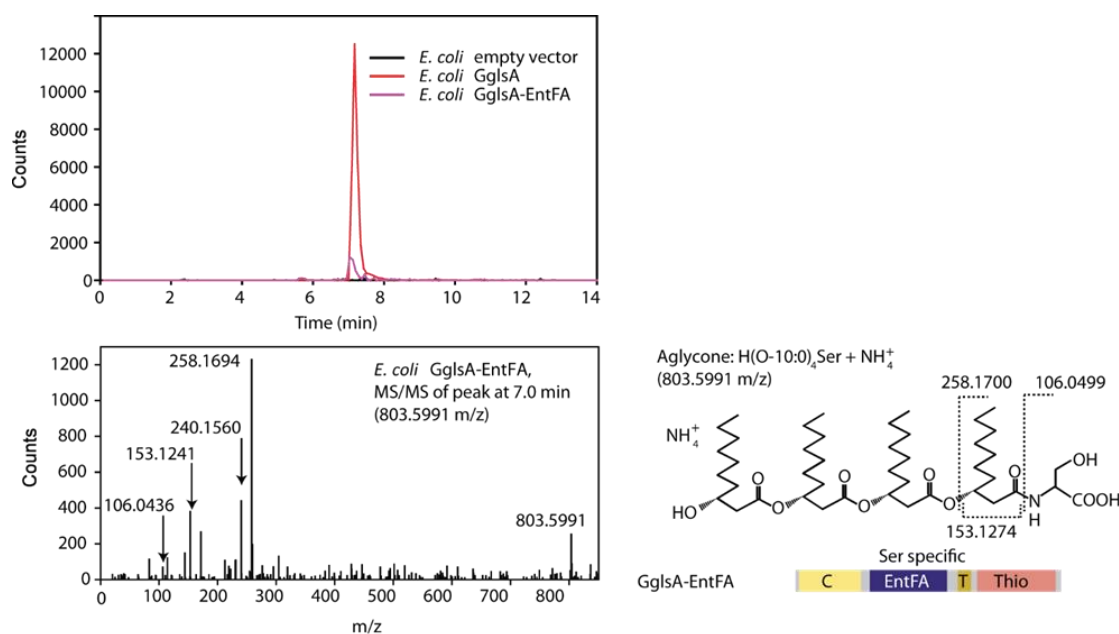 12000
10000
8000
6000
4000
2000
0
Counts
E. coli empty vector
E. coli GglsA
E. coli GglsA-EntFA
0 2 4 6 8 10 12 14
Time (min)
1200
1000
800
600
400
200
0
Counts
258.1694
240.1560
153.1241
106.0436
803.5991
E. coli GglsA-EntFA,
MS/MS of peak at 7.0 min
(803.5991 m/z)
100 200 300 400 500 600 700 800
m/z
Aglycone: H(O-10:0)4Ser + NH4+
(803.5991 m/z)
258.1700 106.0499
NH4+
HO O O O O O O O N H OH COOH
153.1274
Ser specific
GglsA-EntFA C EntFA T Thio